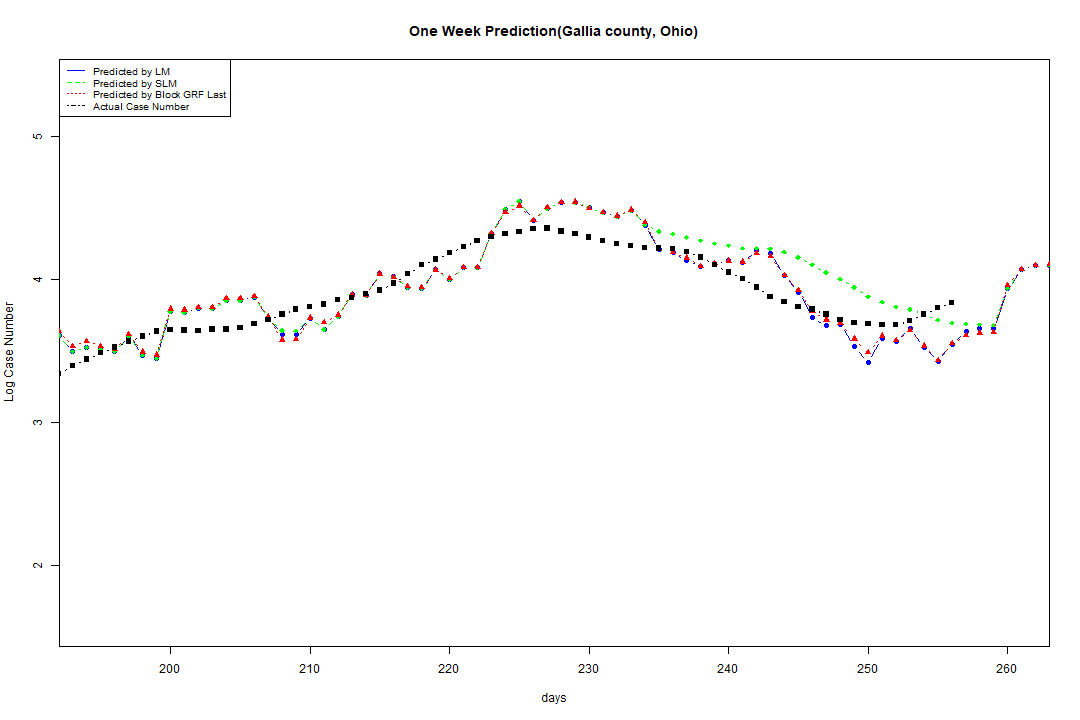 One Week Prediction(Gallia county, Ohio)
Predicted by LM
Predicted by SLM
Predicted by Block GRF Last
Actual Case Number
5
4
3
2
Log Case Number
200 210 220 230 240 250 260
days